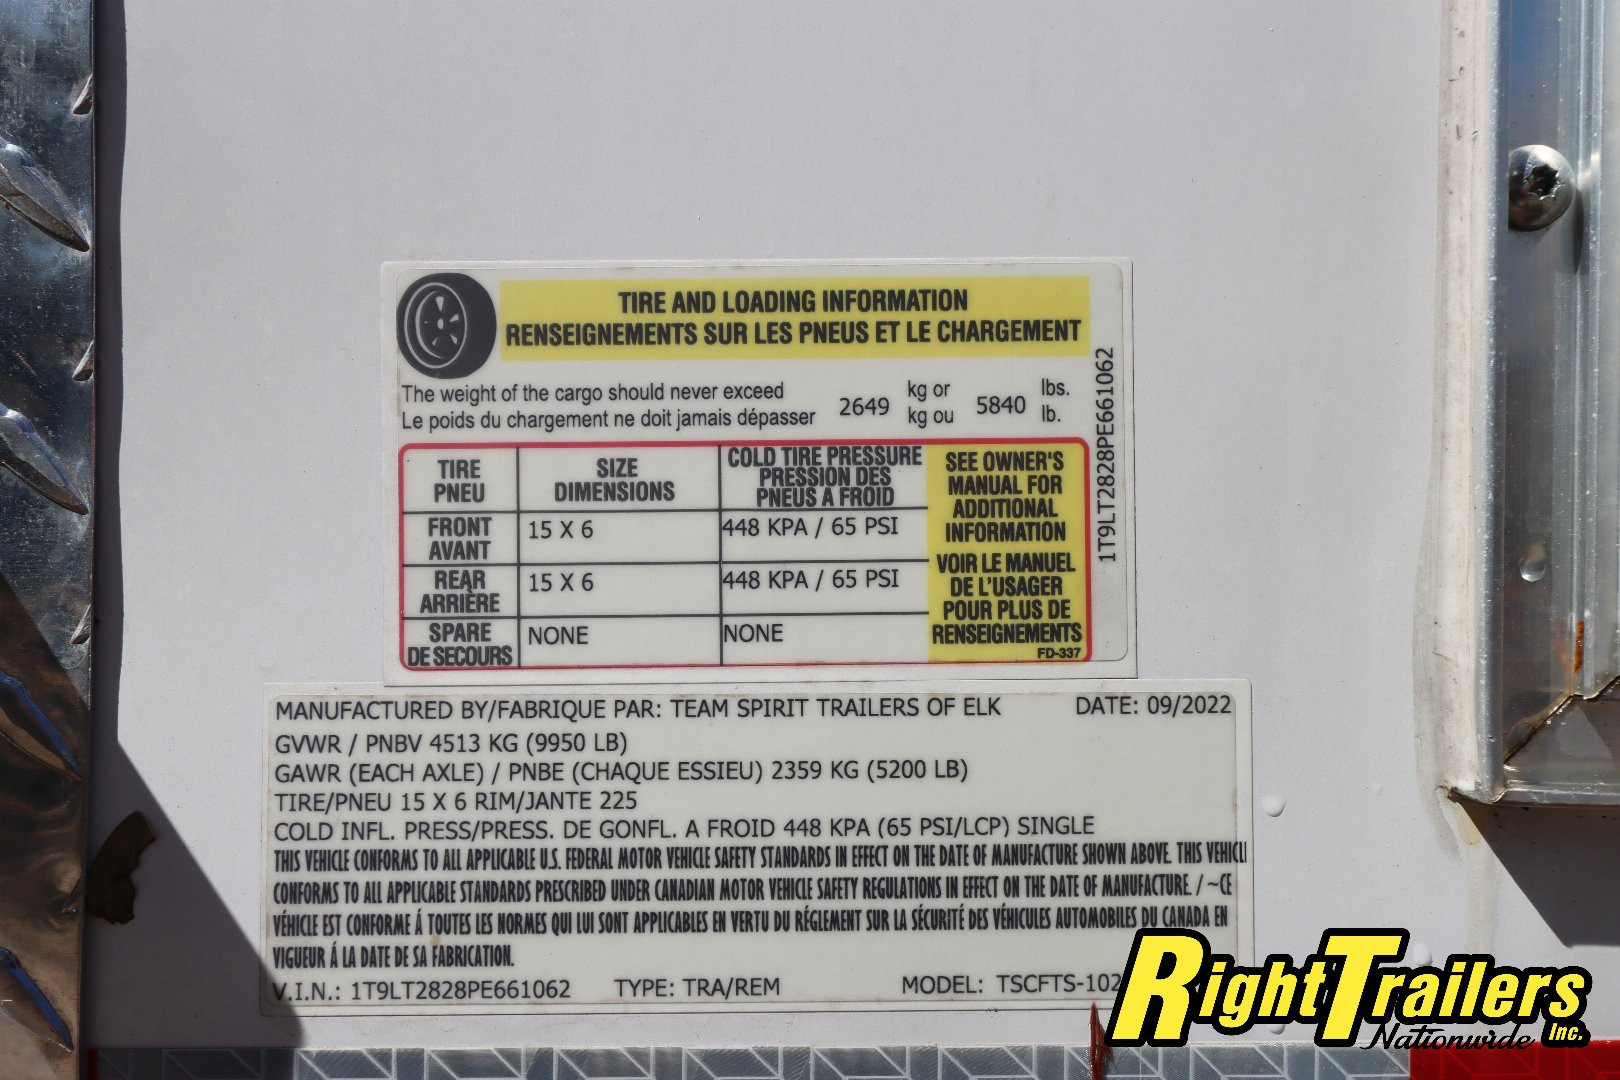 TIRE AND LOADING INFORMATION
RENSEIGNEMENTS SUR LES PNEUS ET LE CHARGEMENT
The weight of the cargo should never exceed 2649 kg or 5840 lbs.
Le poids du chargement ne doit jamais dépasser kg ou lb.
1T9LT2828PE661062
TIRE SIZE COLD TIRE PRESSURE
PNEU DIMENSIONS PRESSION DES
PNEUS A FROID
FRONT 15 X 6 448 KPA / 65 PSI
AVANT
REAR 15 X 6 448 KPA / 65 PSI
ARRIÈRE
SPARE NONE NONE
DE SECOURS
SEE OWNER'S
MANUAL FOR
ADDITIONAL
INFORMATION
VOIR LE MANUEL
DE L'USAGER
POUR PLUS DE
RENSEIGNEMENTS
FD-337
MANUFACTURED BY/FABRIQUE PAR: TEAM SPIRIT TRAILERS OF ELK DATE: 09/2022
GVWR / PNBV 4513 KG (9950 LB)
GAWR (EACH AXLE) / PNBE (CHAQUE ESSIEU) 2359 KG (5200 LB)
TIRE/PNEU 15 X 6 RIM/JANTE 225
COLD INFL. PRESS/PRESS. DE GONFL. A FROID 448 KPA (65 PSI/LCP) SINGLE
THIS VEHICLE CONFORMS TO ALL APPLICABLE U.S. FEDERAL MOTOR VEHICLE SAFETY STANDARDS IN EFFECT ON THE DATE OF MANUFACTURE SHOWN ABOVE. THIS VEHICL
CONFORMS TO ALL APPLICABLE STANDARDS PRESCRIBED UNDER CANADIAN MOTOR VEHICLE SAFETY REGULATIONS IN EFFECT ON THE DATE OF MANUFACTURE. / ~CE
VÉHICLE EST CONFORME Á TOUTES LES NORMES QUI LUI SONT APPLICABLES EN VERTU DU RÉGLEMENT SUR LA SÉCURITÉ DES VÉHICULES AUTOMOBILES DU CANADA EN
VIGUEUR Á LA DATE DE SA FABRICATION.
V.I.N.: 1T9LT2828PE661062 TYPE: TRA/REM MODEL: TSCFTS-102
RightTrailers
Nationwide Inc.